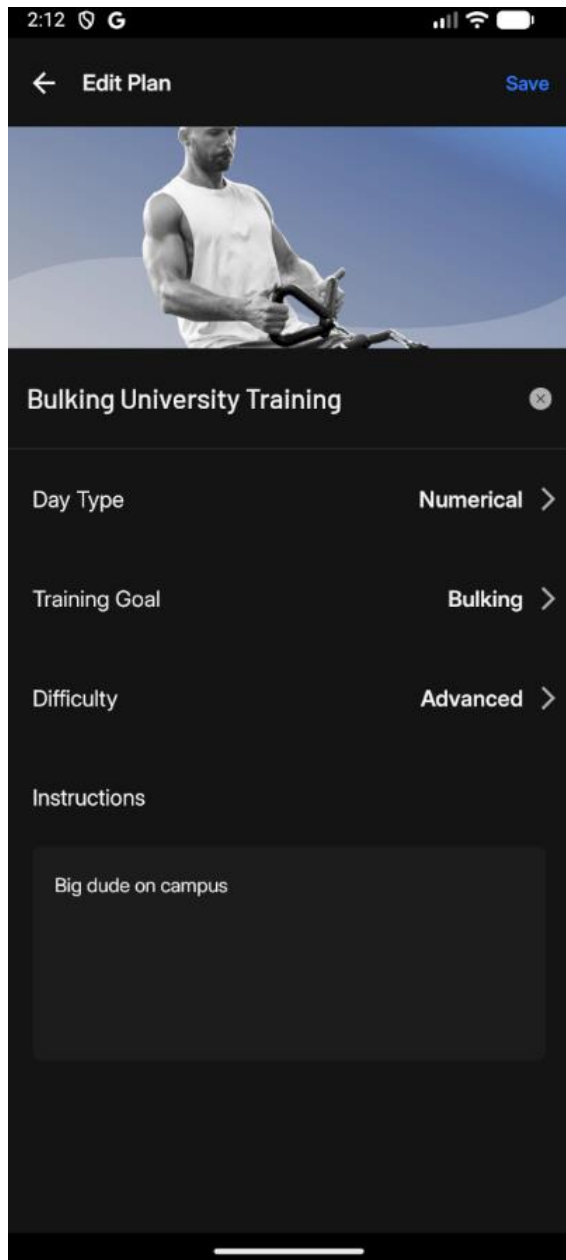 2:12 G
Edit Plan Save
Bulking University Training
Day Type Numerical
Training Goal Bulking
Difficulty Advanced
Instructions
Big dude on campus